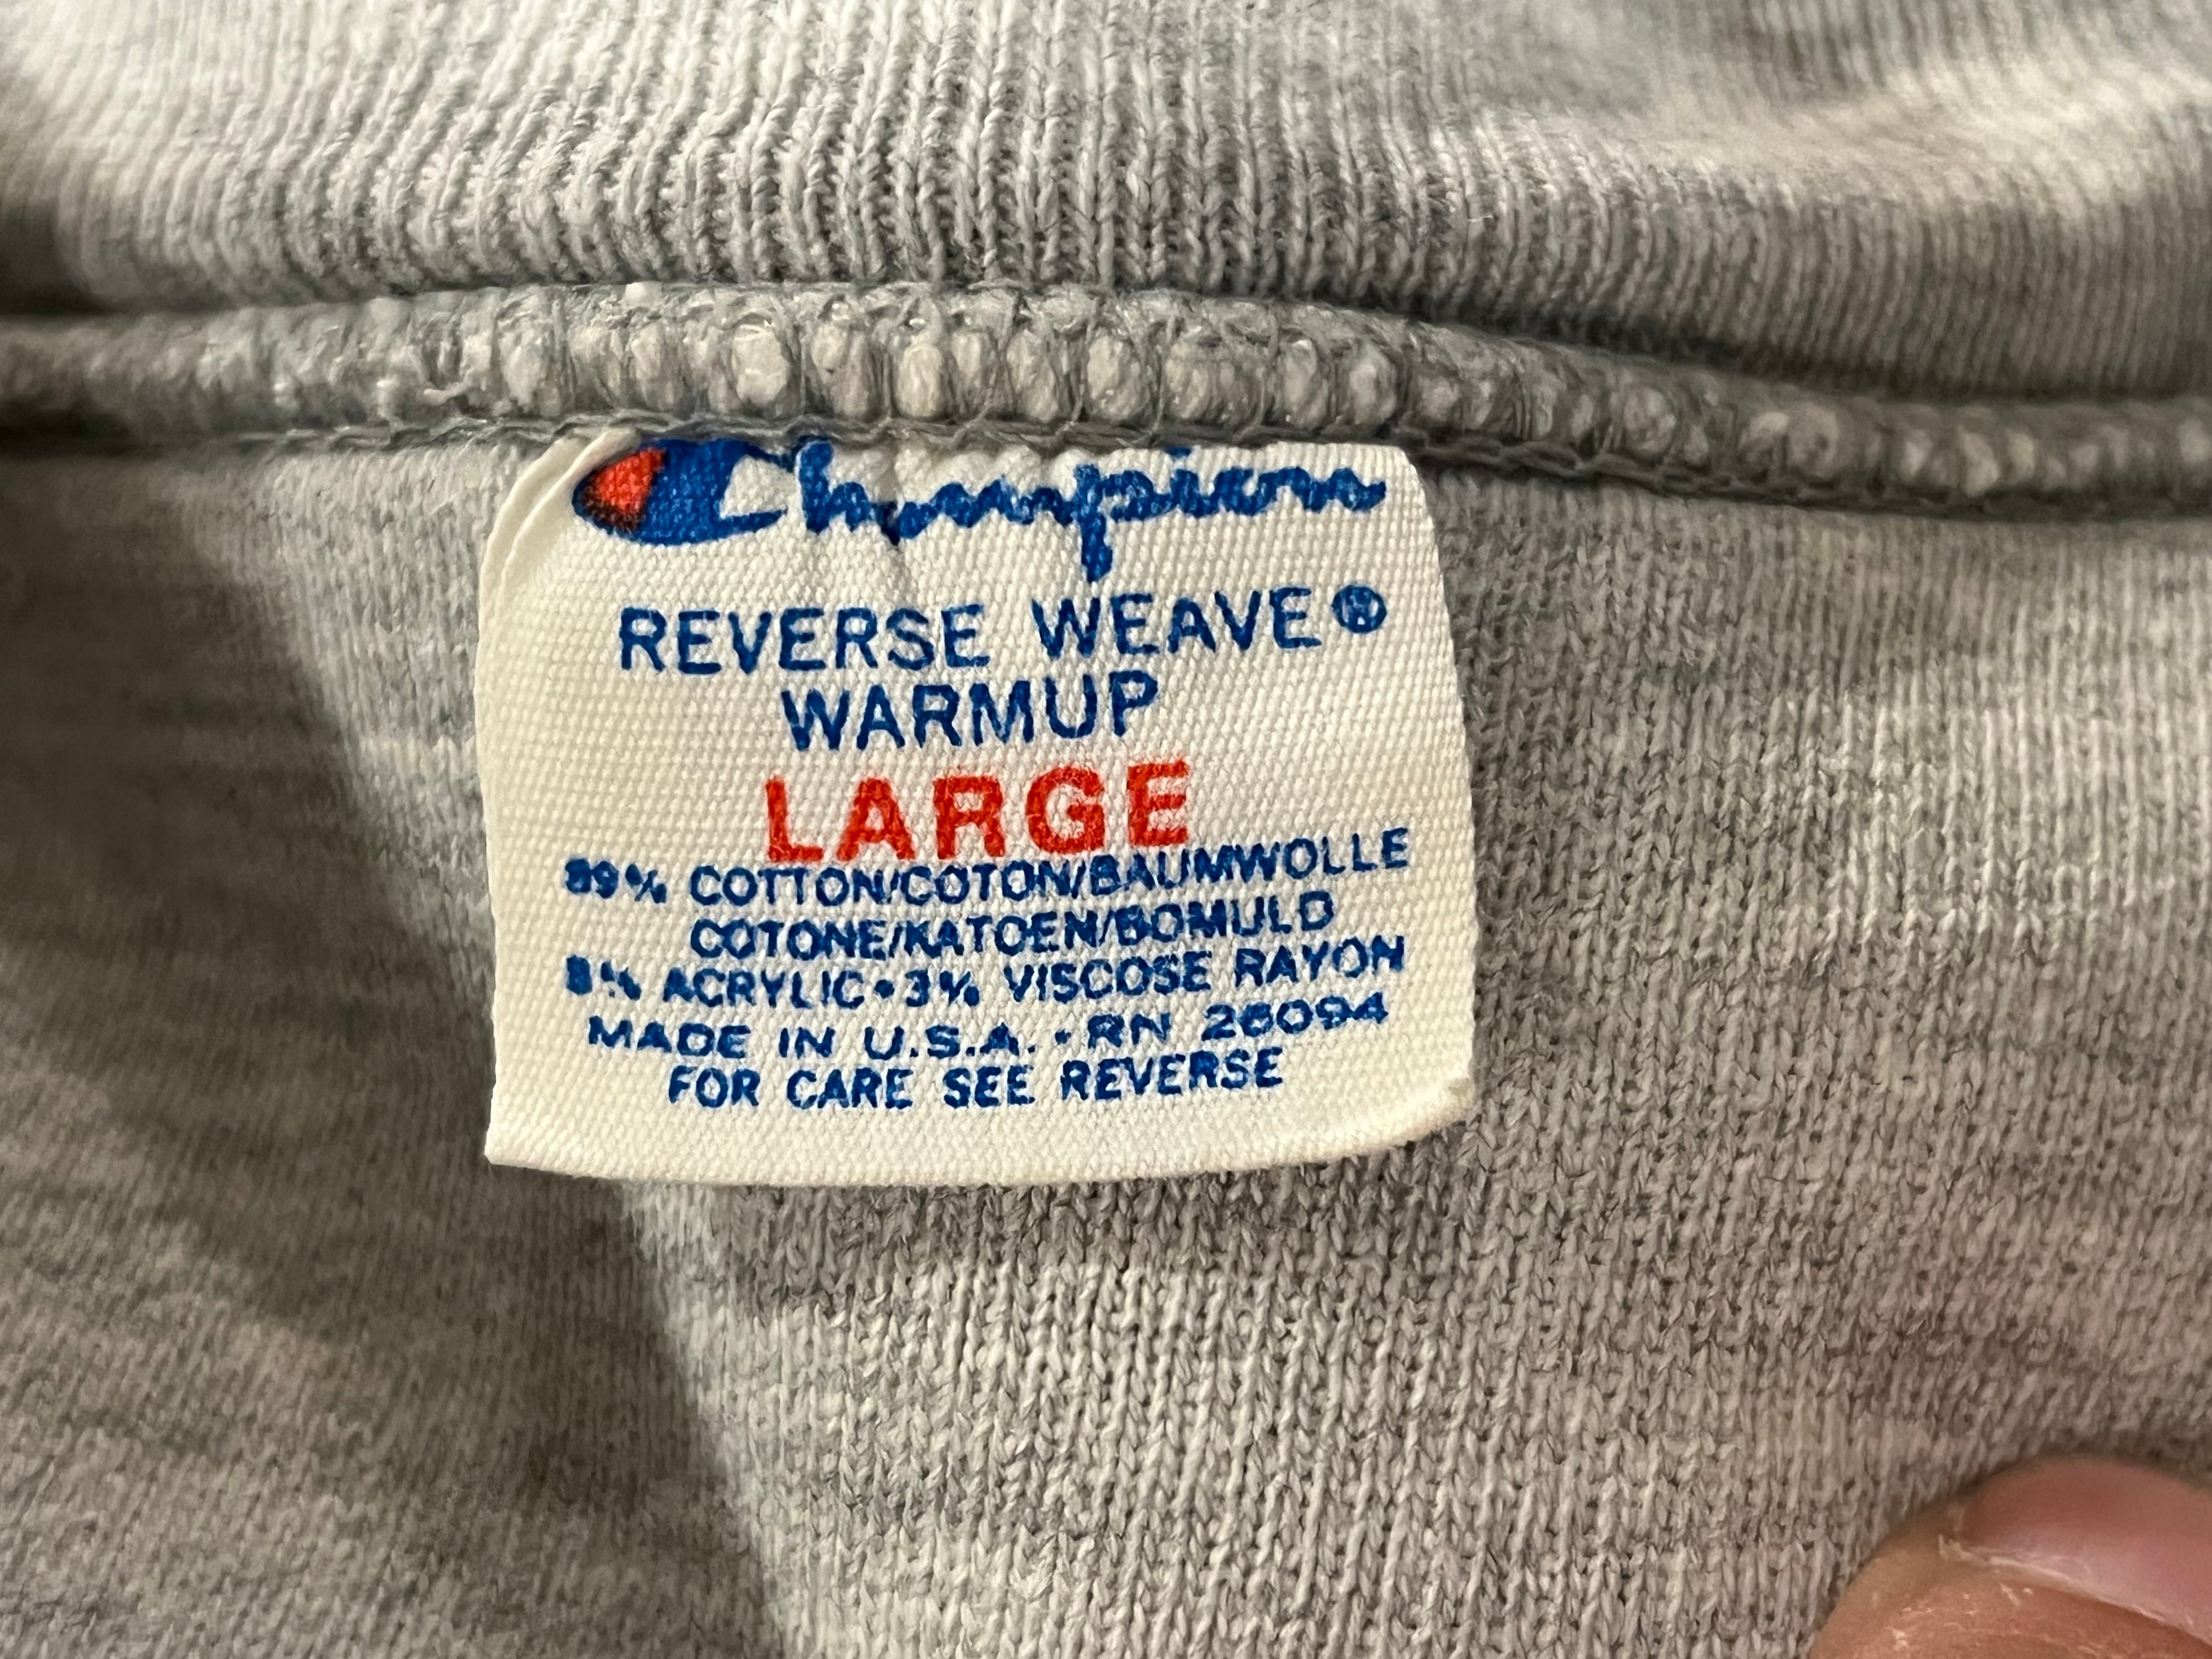 Champion
REVERSE WEAVE®
WARMUP
LARGE
89% COTTON/COTON/BAUMWOLLE
COTONE/KATOEN/BOMULD
8% ACRYLIC•3% VISCOSE RAYON
MADE IN U.S.A. • RN 26094
FOR CARE SEE REVERSE